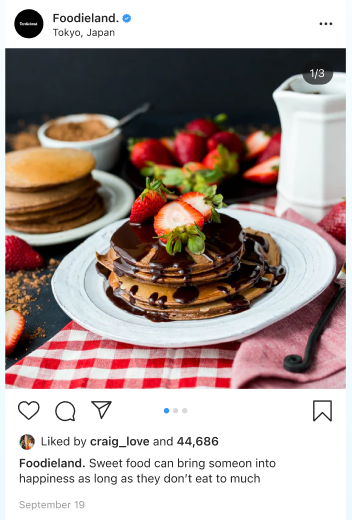 Foodieland.
Tokyo, Japan
Foodieland.
1/3
Liked by craig_love and 44,686
Foodieland. Sweet food can bring someon into
happiness as long as they don't eat to much
September 19